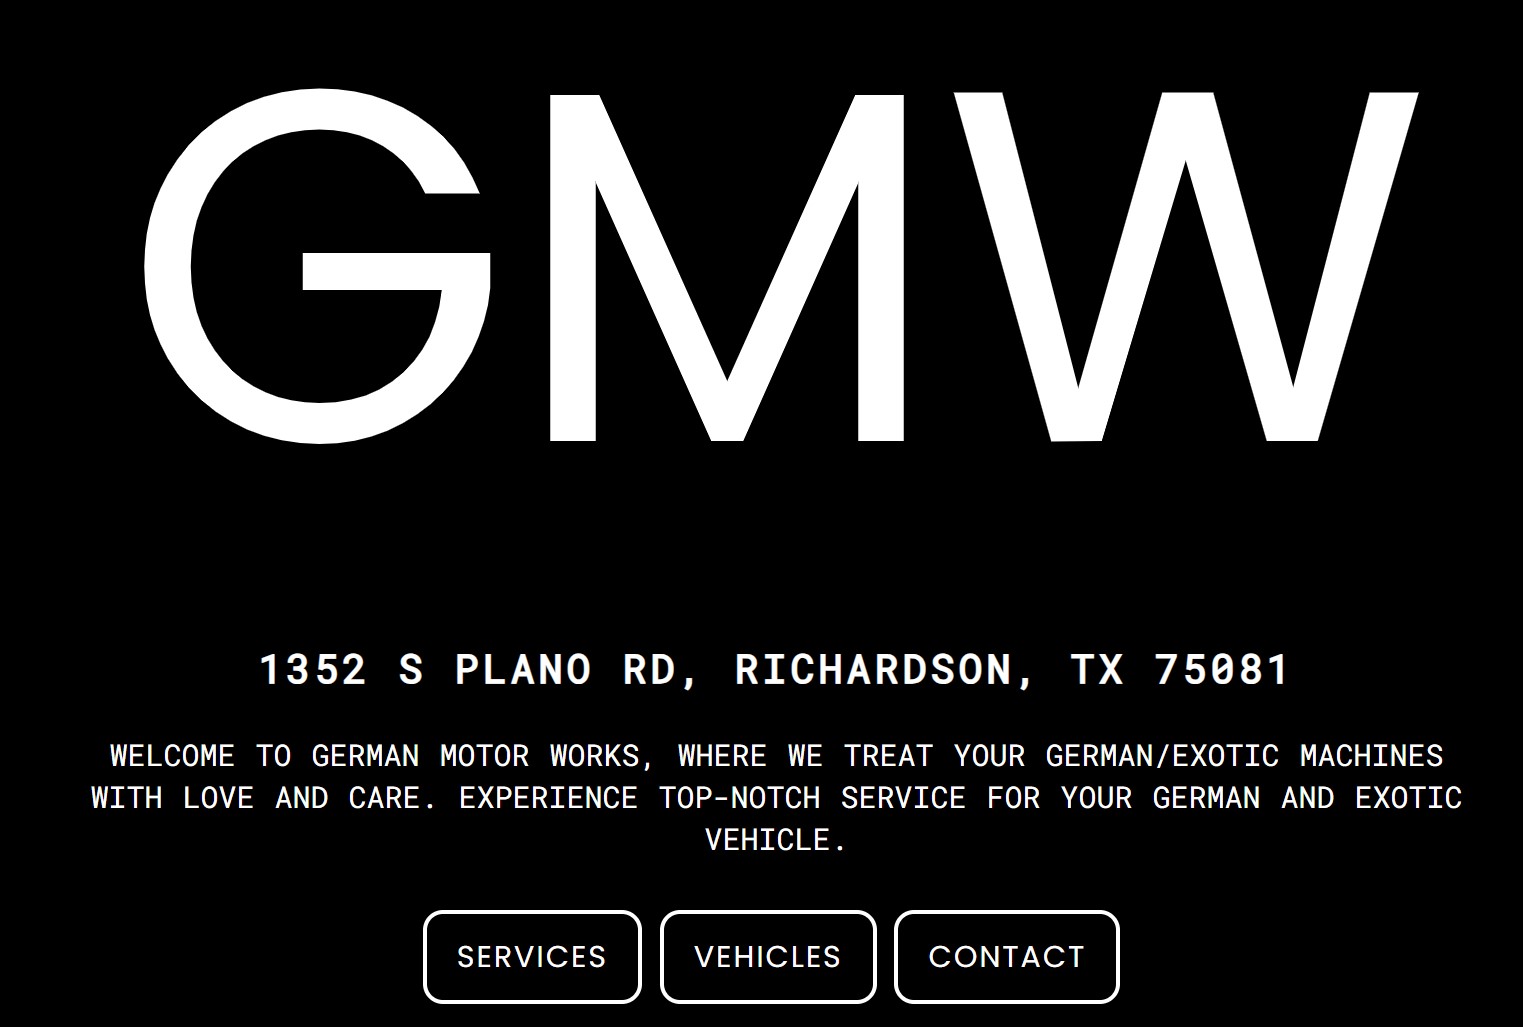 GMW
1352 S PLANO RD, RICHARDSON, TX 75081
WELCOME TO GERMAN MOTOR WORKS, WHERE WE TREAT YOUR GERMAN/EXOTIC MACHINES
WITH LOVE AND CARE. EXPERIENCE TOP-NOTCH SERVICE FOR YOUR GERMAN AND EXOTIC
VEHICLE.
SERVICES VEHICLES CONTACT